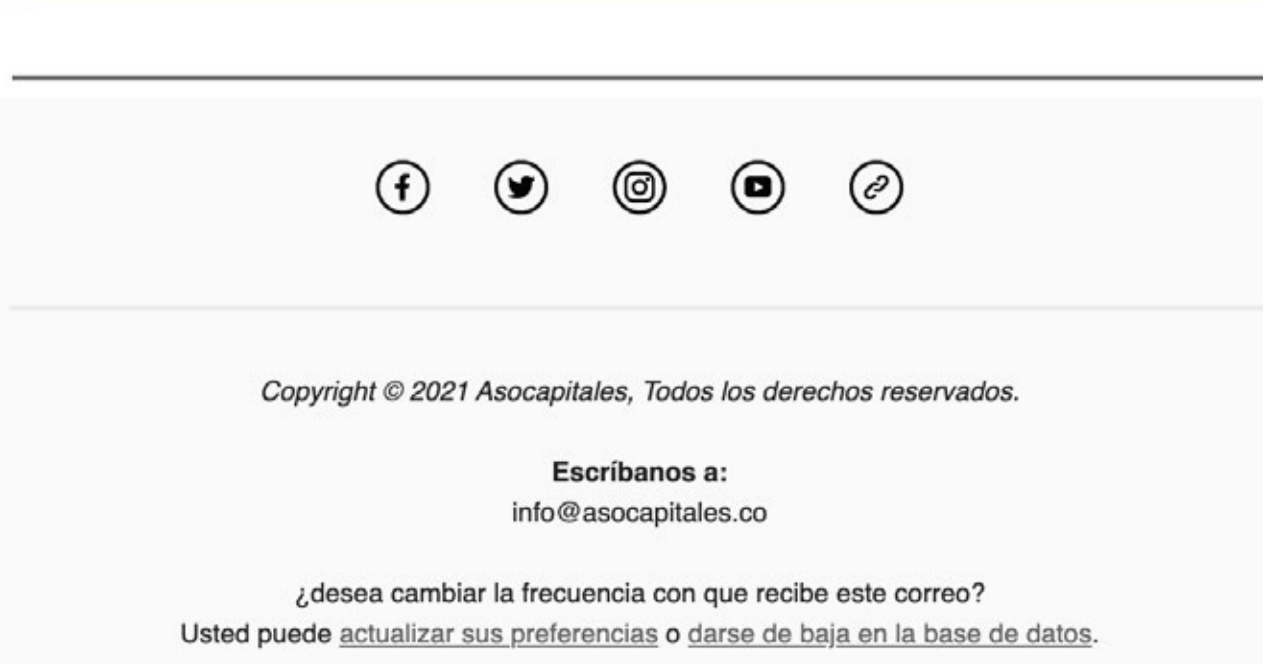 Copyright © 2021 Asocapitales, Todos los derechos reservados.
Escríbanos a:
info@asocapitales.co
¿desea cambiar la frecuencia con que recibe este correo?
Usted puede actualizar sus preferencias o darse de baja en la base de datos.